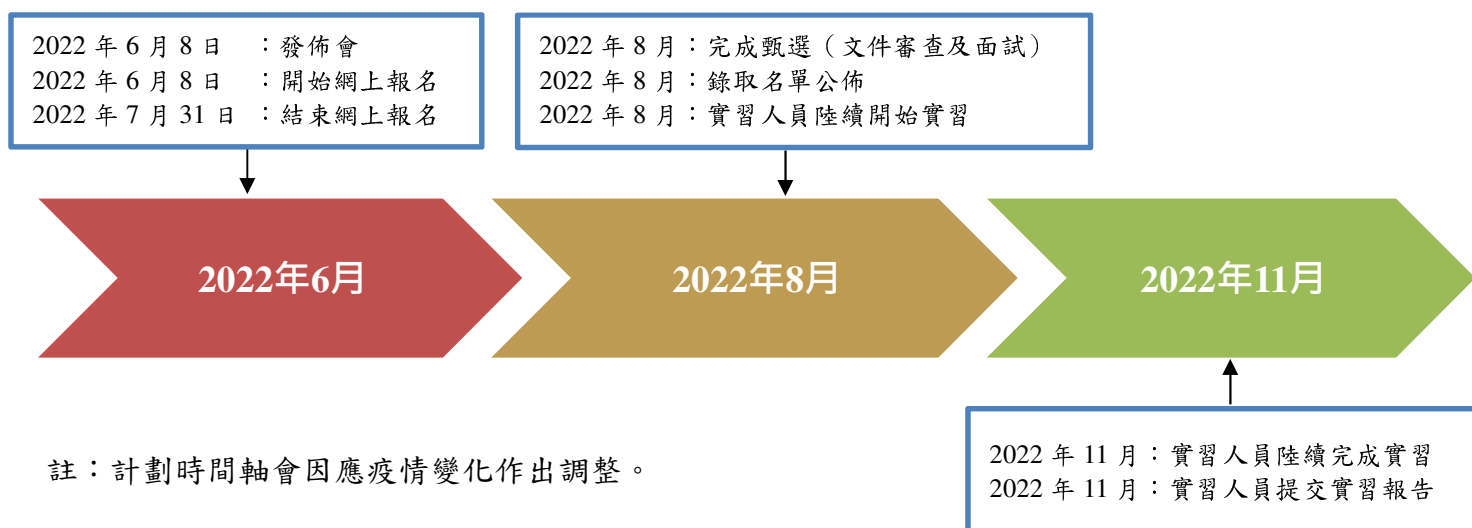 2022 年 6 月 8 日 ：發佈會
2022 年 6 月 8 日 ：開始網上報名
2022 年 7 月 31 日 ：結束網上報名
2022 年 8 月：完成甄選（文件審查及面試）
2022 年 8 月：錄取名單公佈
2022 年 8 月：實習人員陸續開始實習
2022年6月
2022年8月
2022年11月
註：計劃時間軸會因應疫情變化作出調整。
2022 年 11 月：實習人員陸續完成實習
2022 年 11 月：實習人員提交實習報告